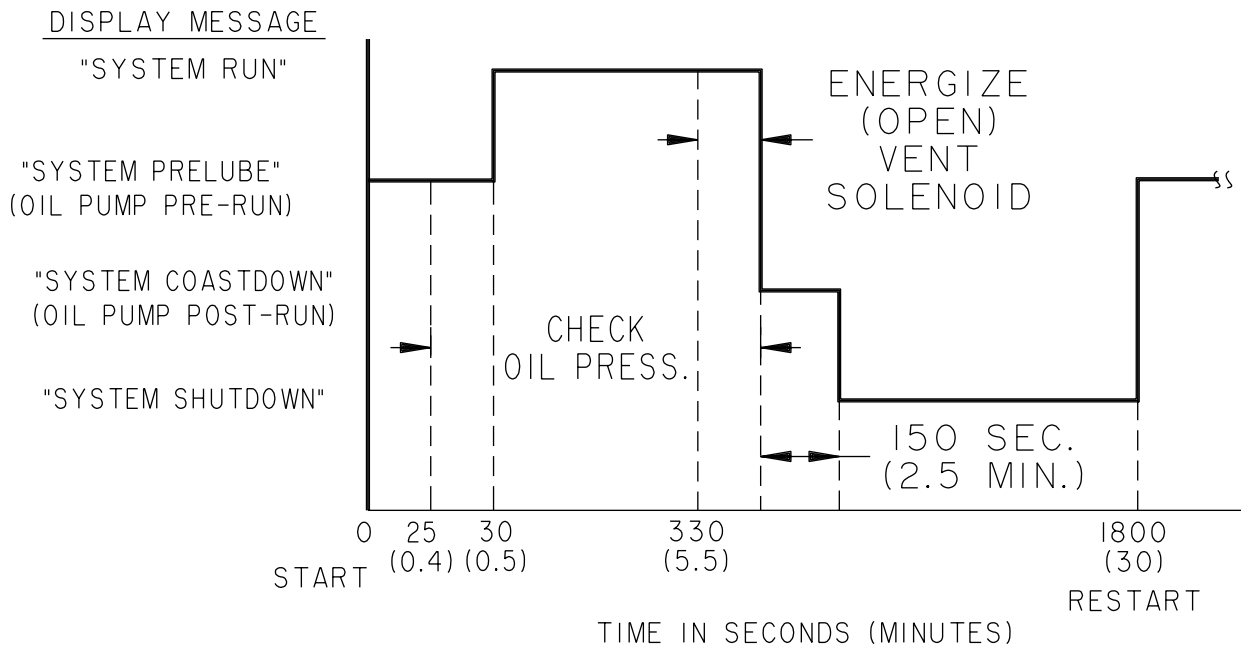 DISPLAY MESSAGE
"SYSTEM RUN"
"SYSTEM PRELUBE"
(OIL PUMP PRE-RUN)
"SYSTEM COASTDOWN"
(OIL PUMP POST-RUN)
"SYSTEM SHUTDOWN"
ENERGIZE
(OPEN)
VENT
SOLENOID
CHECK
OIL PRESS.
150 SEC.
(2.5 MIN.)
0 25 30 330 1800
(0.4) (0.5) (5.5) (30)
START
RESTART
TIME IN SECONDS (MINUTES)